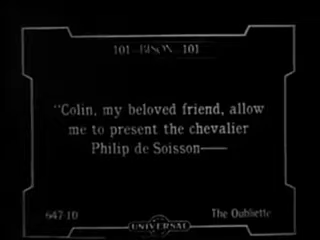 101-BISON-101
"Colin, my beloved friend, allow
me to present the chevalier
Philip de Soisson——
647-10
The Oubliette
UNIVERSAL